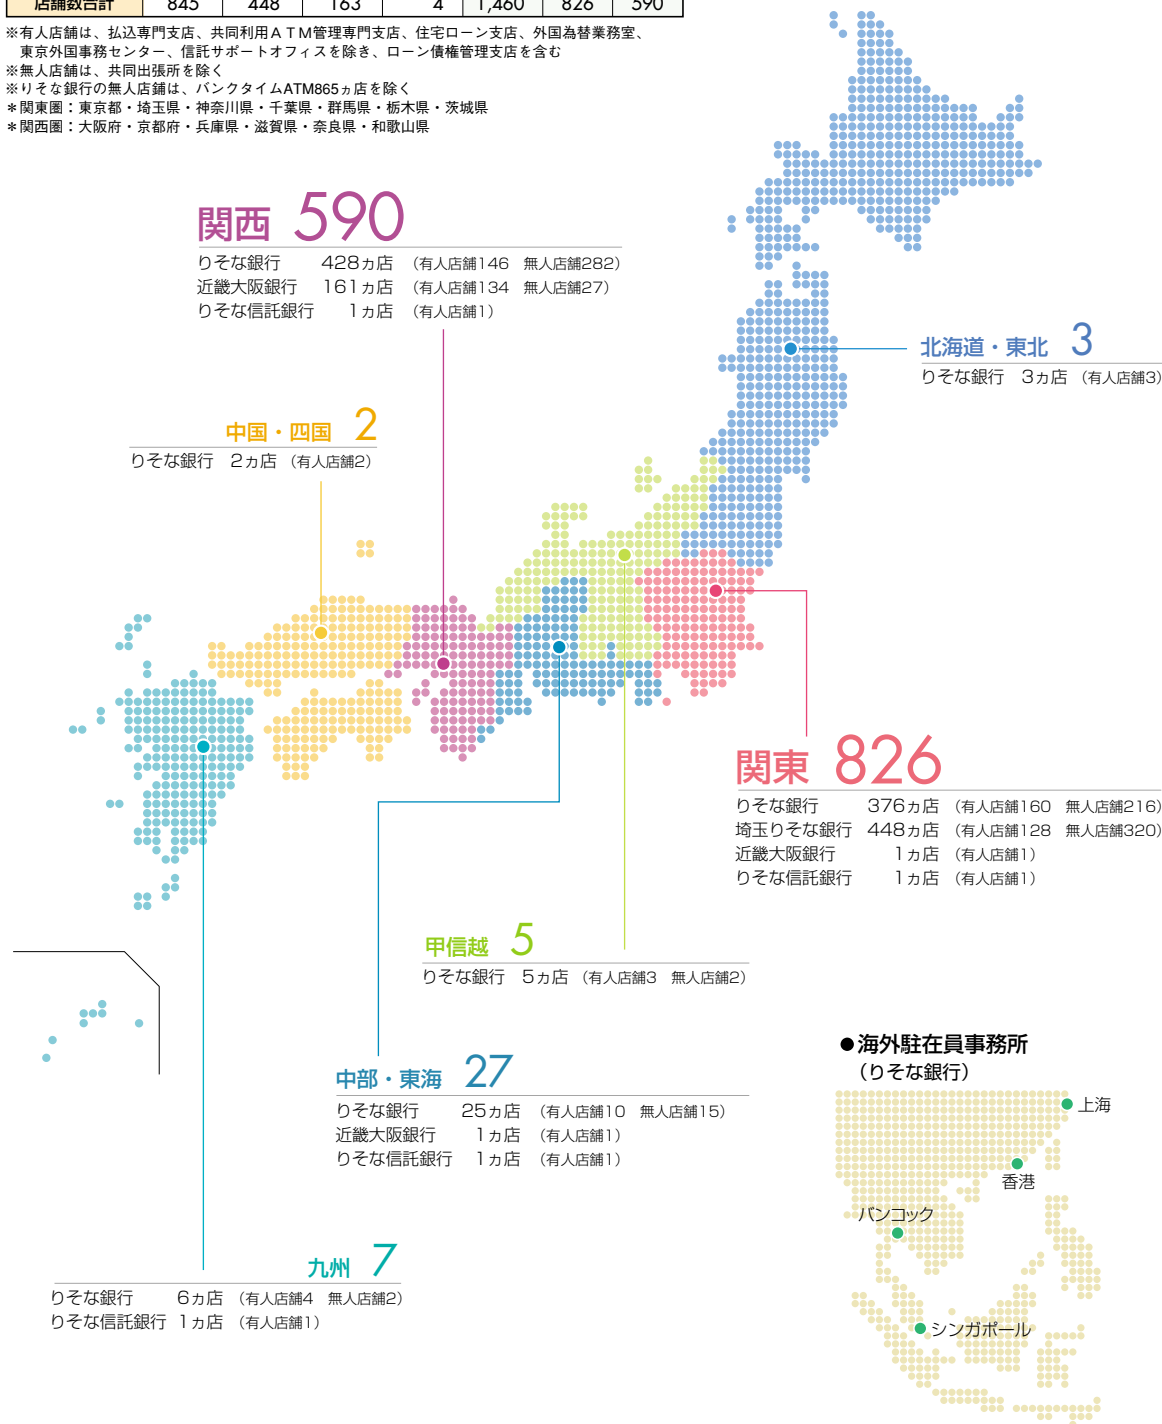 店舗数合計 845 448 163 4 1,460 826 590
※有人店舗は、払込専門支店、共同利用ＡＴＭ管理専門支店、住宅ローン支店、外国為替業務室、
東京外国事務センター、信託サポートオフィスを除き、ローン債権管理支店を含む
※無人店舗は、共同出張所を除く
※りそな銀行の無人店舗は、バンクタイムATM865ヵ店を除く
＊関東圏：東京都・埼玉県・神奈川県・千葉県・群馬県・栃木県・茨城県
＊関西圏：大阪府・京都府・兵庫県・滋賀県・奈良県・和歌山県
関西 590
りそな銀行 428ヵ店 （有人店舗146 無人店舗282）
近畿大阪銀行 161ヵ店 （有人店舗134 無人店舗27）
りそな信託銀行 1ヵ店 （有人店舗1）
北海道・東北 3
りそな銀行 3ヵ店 （有人店舗3）
中国・四国 2
りそな銀行 2ヵ店 （有人店舗2）
関東 826
りそな銀行 376ヵ店 （有人店舗160 無人店舗216）
埼玉りそな銀行 448ヵ店 （有人店舗128 無人店舗320）
近畿大阪銀行 1ヵ店 （有人店舗1）
りそな信託銀行 1ヵ店 （有人店舗1）
甲信越 5
りそな銀行 5ヵ店 （有人店舗3 無人店舗2）
中部・東海 27
りそな銀行 25ヵ店 （有人店舗10 無人店舗15）
近畿大阪銀行 1ヵ店 （有人店舗1）
りそな信託銀行 1ヵ店 （有人店舗1）
九州 7
りそな銀行 6ヵ店 （有人店舗4 無人店舗2）
りそな信託銀行 1ヵ店 （有人店舗1）
●海外駐在員事務所
（りそな銀行）
上海
香港
バンコック
シンガポール